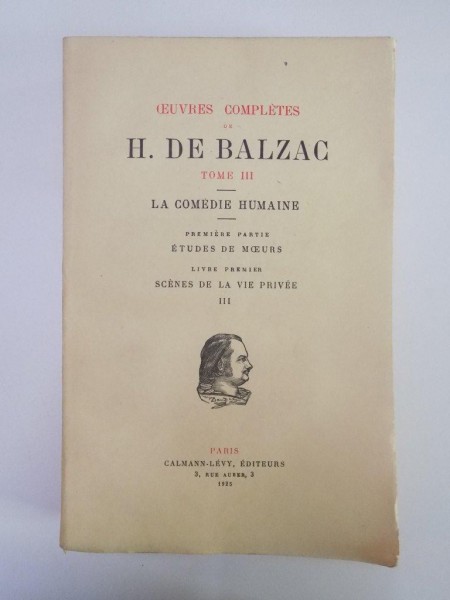 ŒUVRES COMPLÈTES
DE
H. DE BALZAC
TOME III
LA COMÉDIE HUMAINE
PREMIÈRE PARTIE
ÉTUDES DE MŒURS
LIVRE PREMIER
SCÈNES DE LA VIE PRIVÉE
III
PARIS
CALMANN-LÉVY, ÉDITEURS
3, RUE AUBER, 3